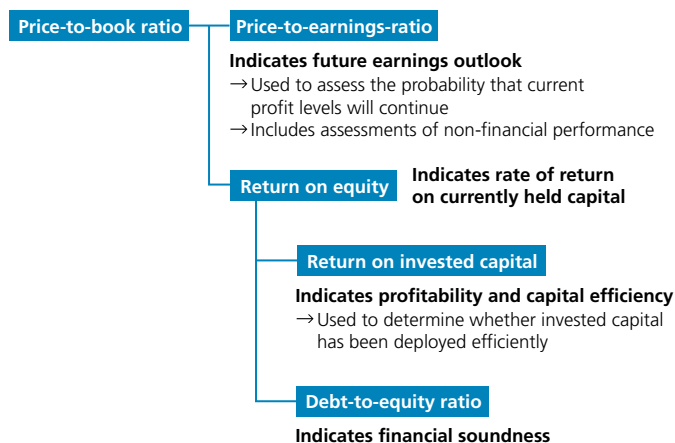 Price-to-book ratio
Price-to-earnings-ratio
Indicates future earnings outlook
→ Used to assess the probability that current
profit levels will continue
→ Includes assessments of non-financial performance
Return on equity
Indicates rate of return
on currently held capital
Return on invested capital
Indicates profitability and capital efficiency
→ Used to determine whether invested capital
has been deployed efficiently
Debt-to-equity ratio
Indicates financial soundness